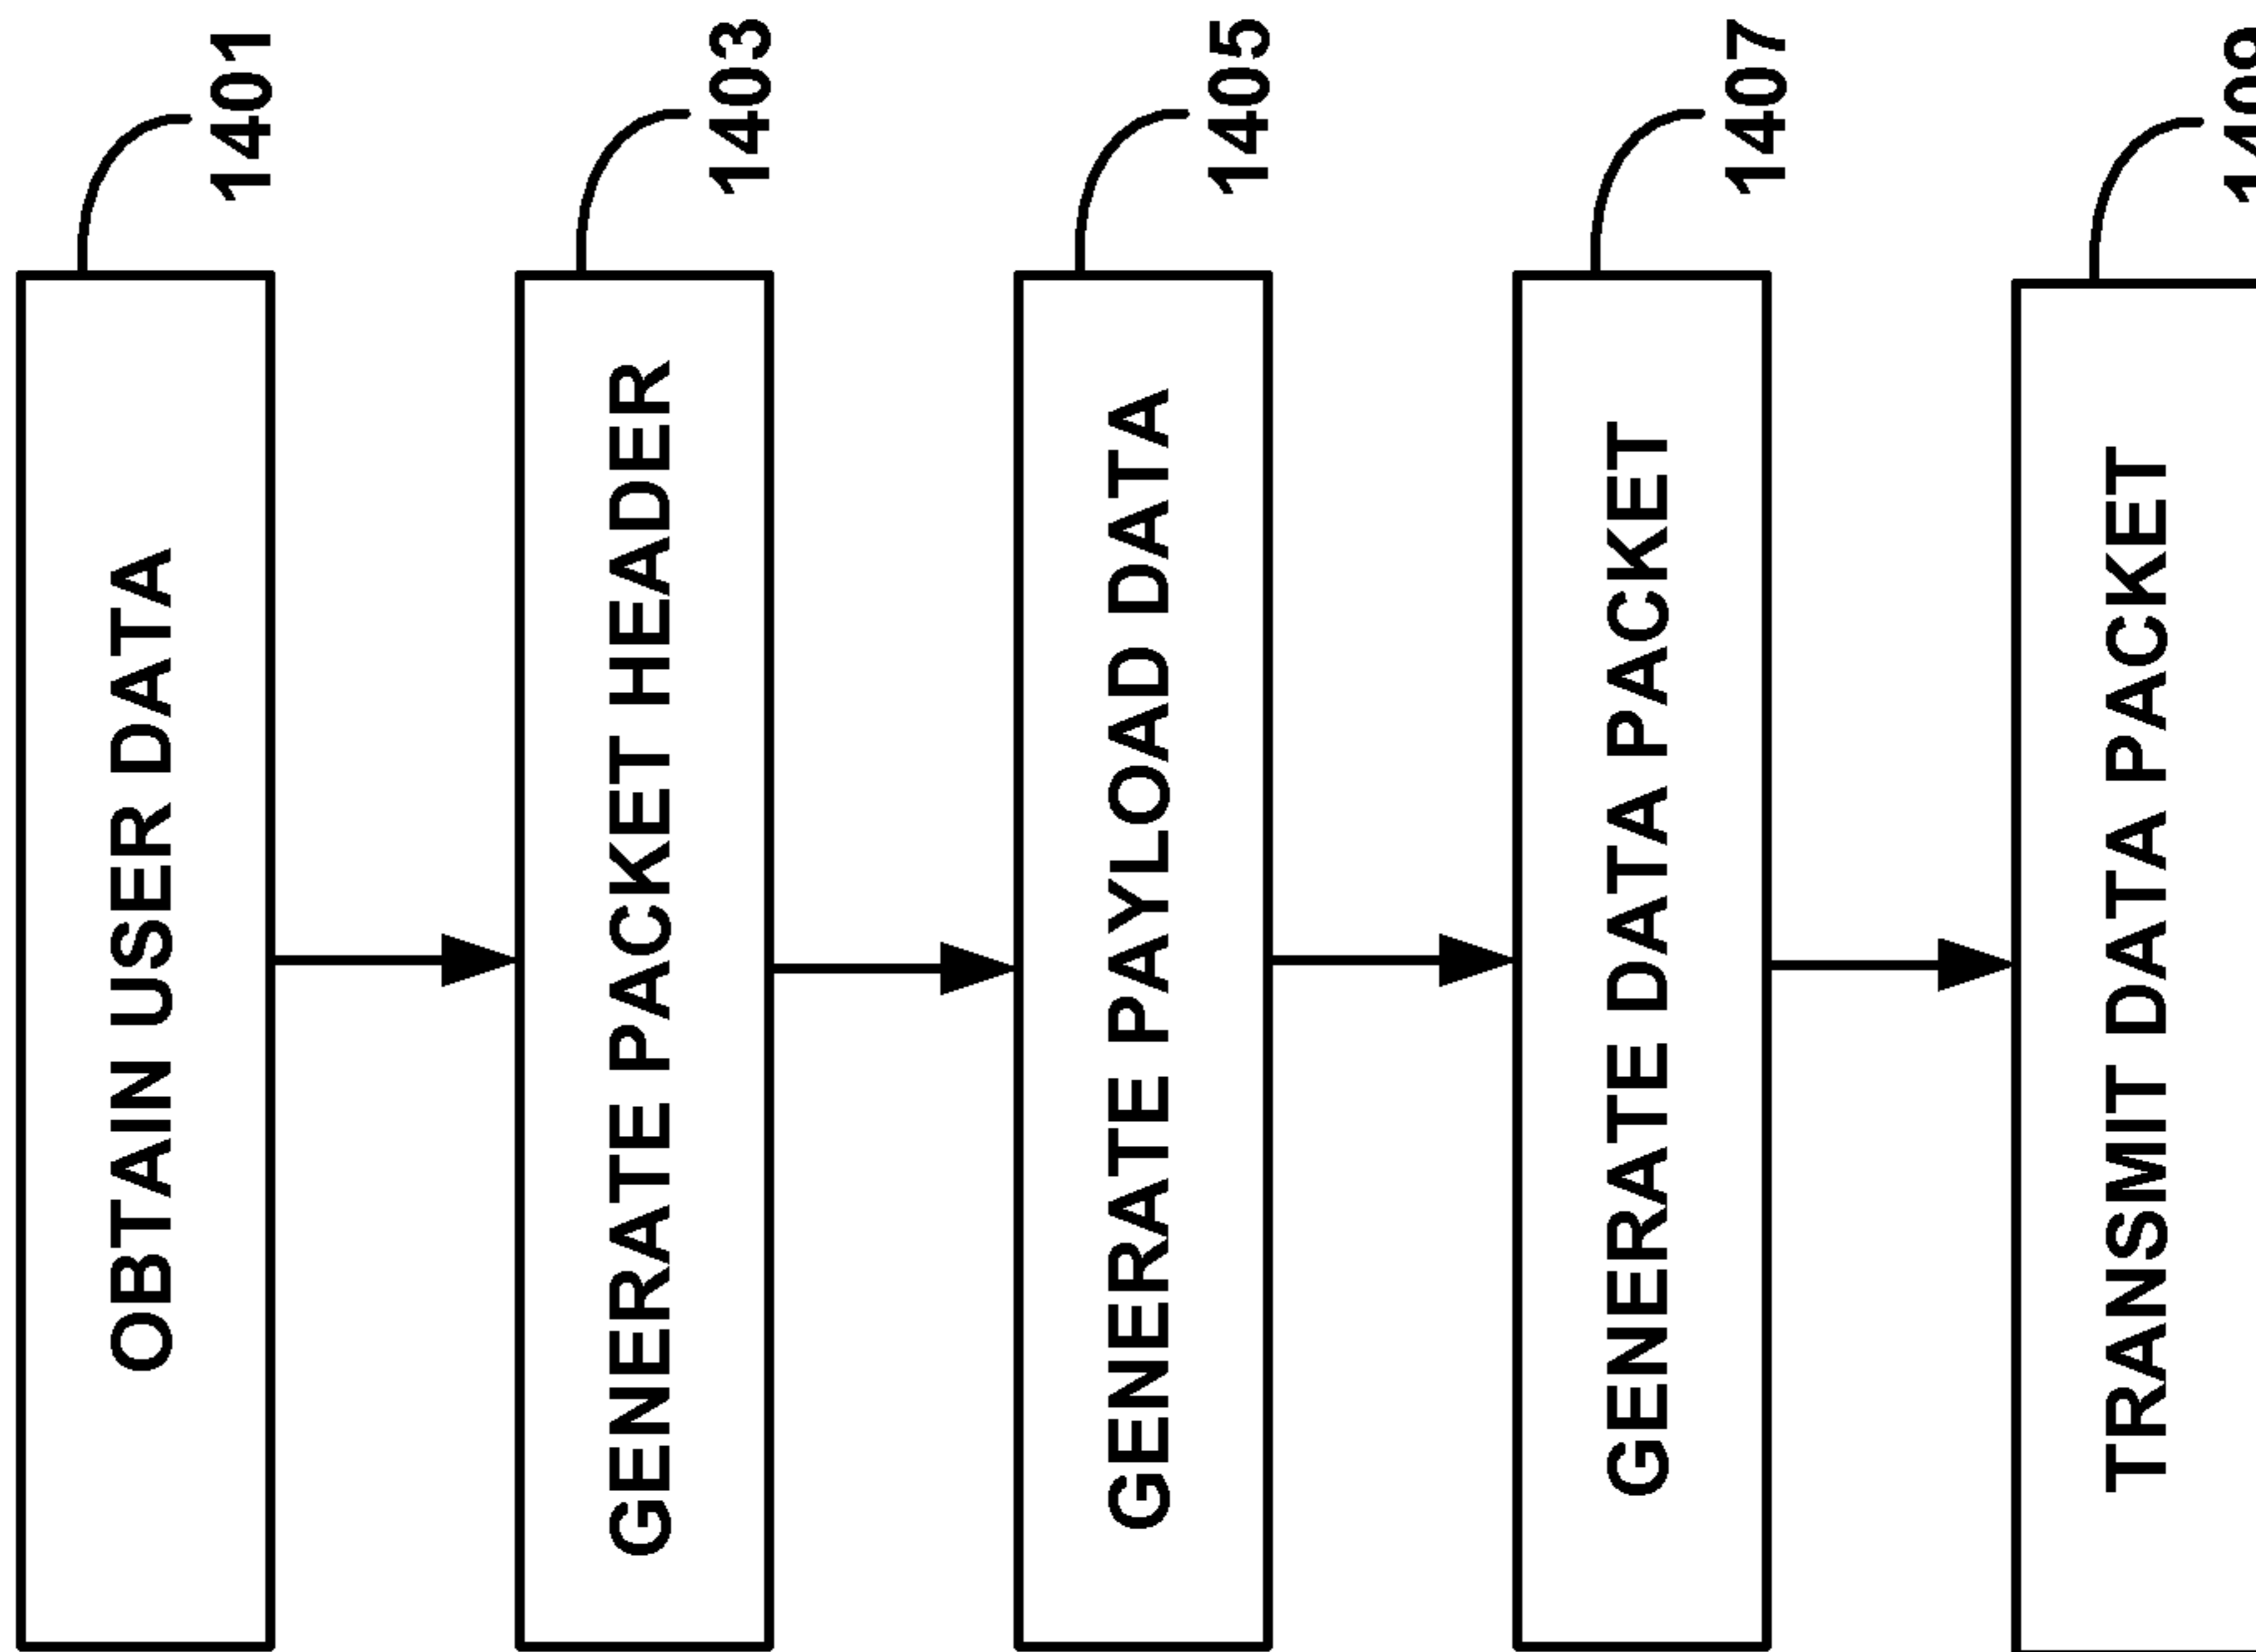 OBTAIN USER DATA
1401
GENERATE PACKET HEADER
1403
GENERATE PAYLOAD DATA
1405
GENERATE DATA PACKET
1407
TRANSMIT DATA PACKET
1409